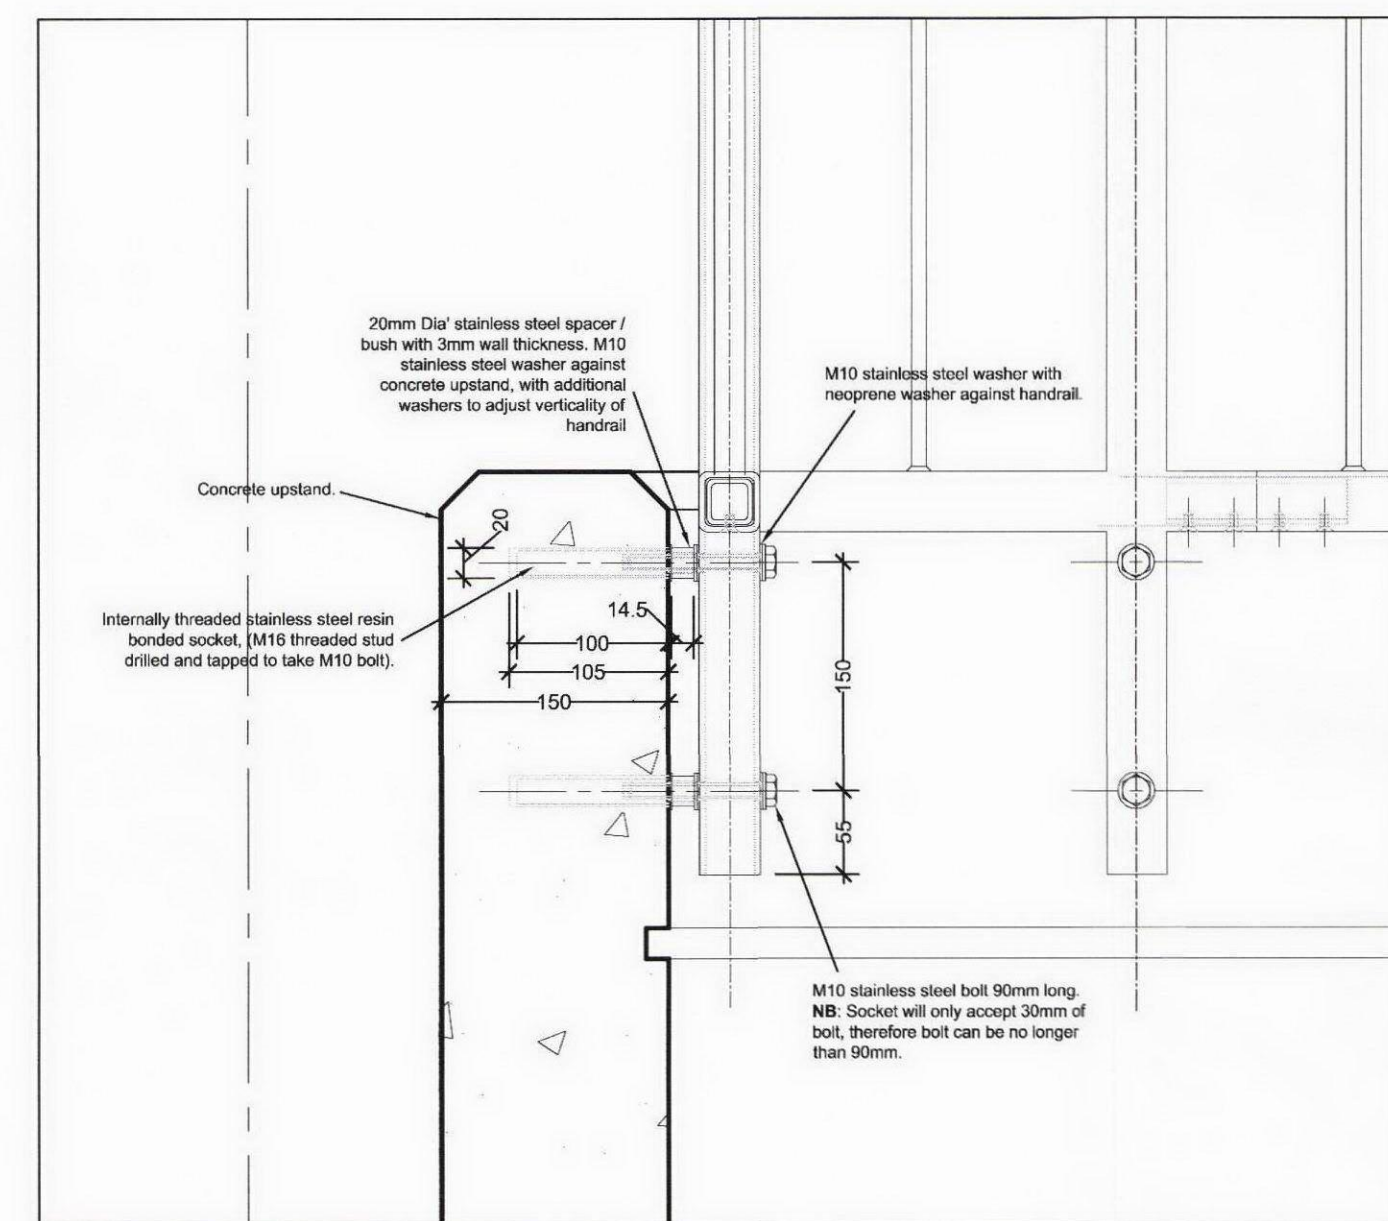 20mm Dia' stainless steel spacer /
bush with 3mm wall thickness. M10
stainless steel washer against
concrete upstand, with additional
washers to adjust verticality of
handrail
M10 stainless steel washer with
neoprene washer against handrail.
Concrete upstand.
20
Internally threaded stainless steel resin
bonded socket, (M16 threaded stud
drilled and tapped to take M10 bolt).
14.5
100
105
150
150
55
M10 stainless steel bolt 90mm long.
NB: Socket will only accept 30mm of
bolt, therefore bolt can be no longer
than 90mm.